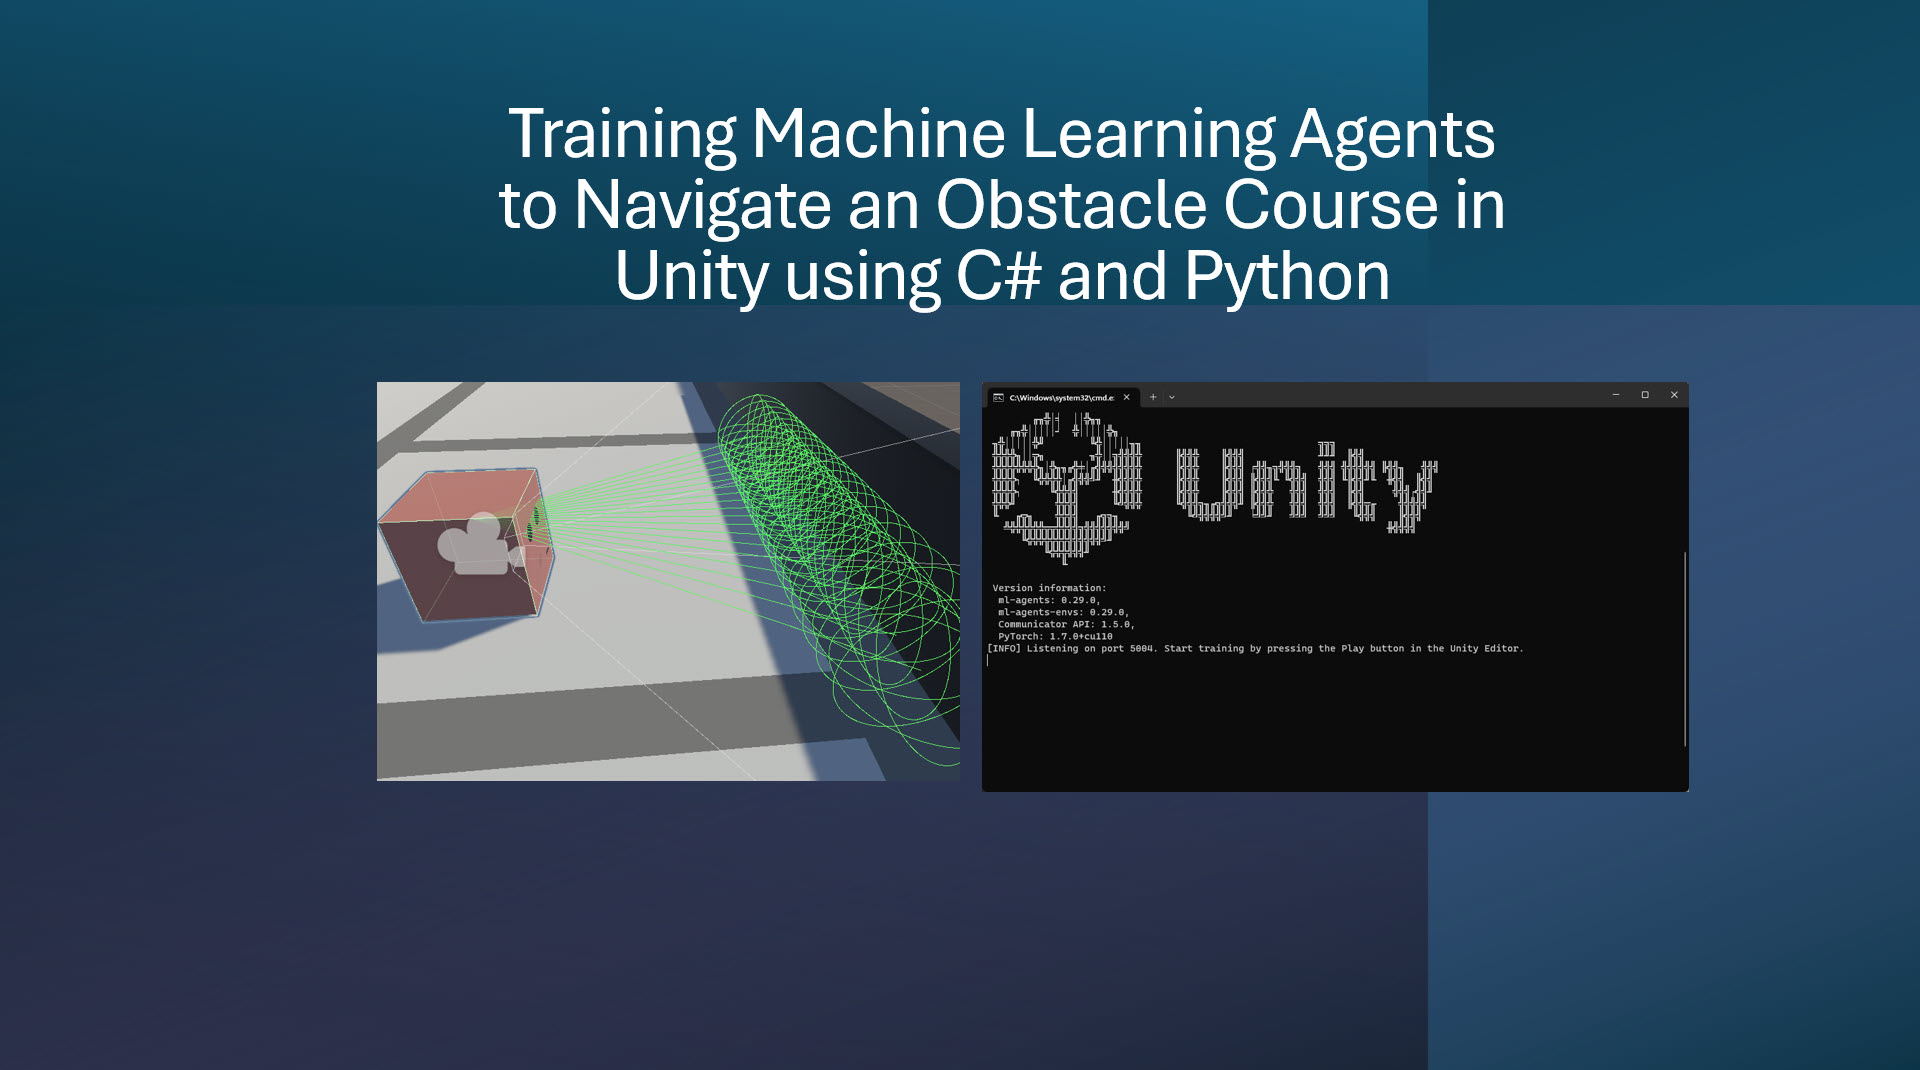 Training Machine Learning Agents
to Navigate an Obstacle Course in
Unity using C# and Python
C:\Windows\system32\cmd.e:
Unity
Version information:
ml-agents: 0.29.0,
ml-agents-envs: 0.29.0,
Communicator API: 1.5.0,
PyTorch: 1.7.0+cu110
[INFO] Listening on port 5004. Start training by pressing the Play button in the Unity Editor.